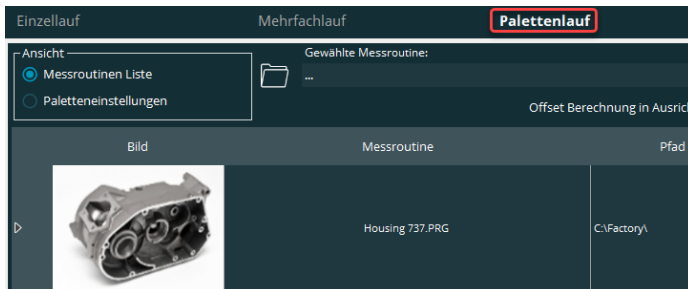 Einzellauf Mehrfachlauf Palettenlauf
Ansicht
Messroutinen Liste
Paletteneinstellungen
Gewählte Messroutine:
...
Offset Berechnung in
Bild Messroutine Pfad
Housing 737.PRG C:\Factory\